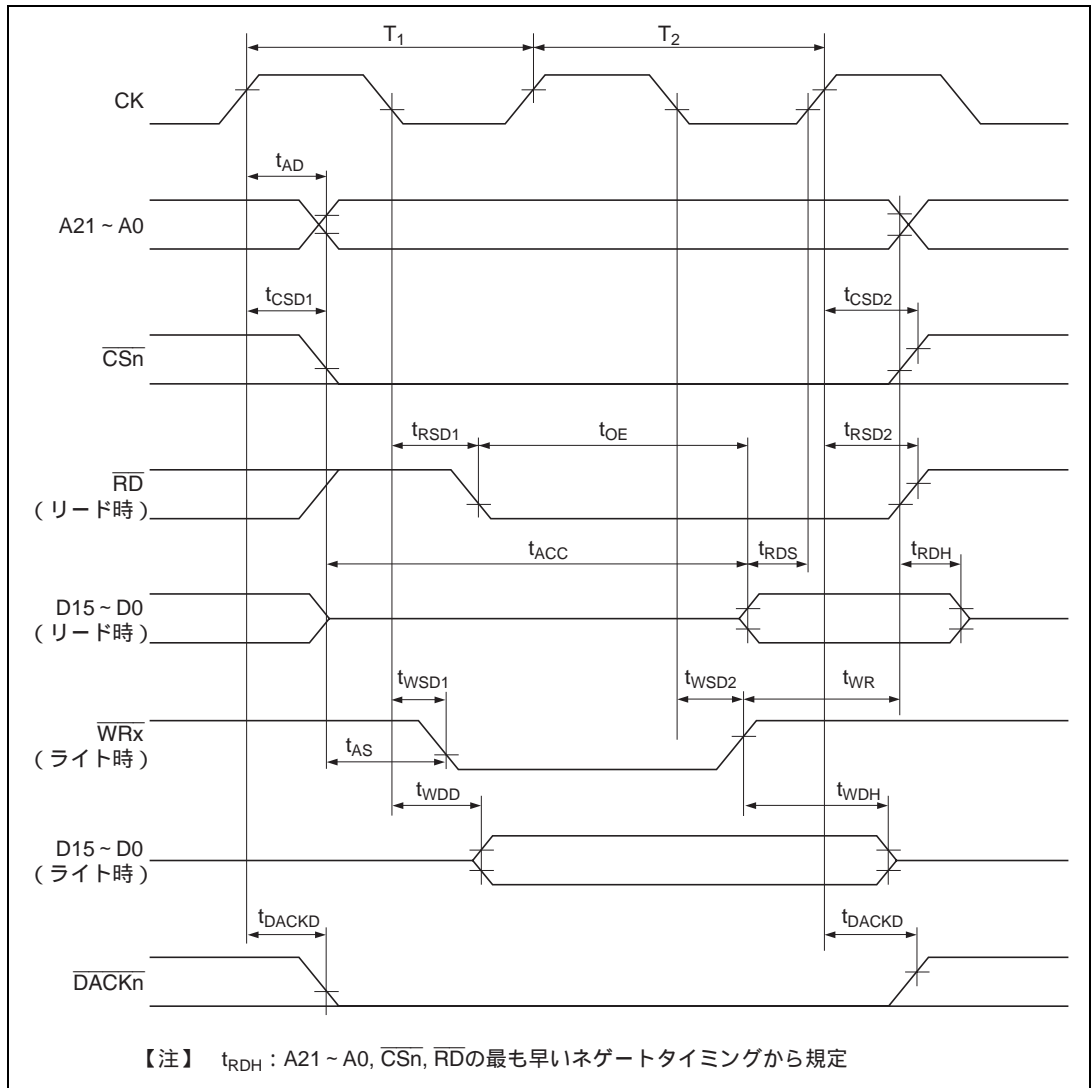 T1 T2
CK
tAD
A21~A0
tCSD1 tCSD2
CSn
tRSD1 tOE tRSD2
RD
(リード時)
tACC tRDS tRDH
D15~D0
(リード時)
tWSD1 tWSD2 tWR
WRx
(ライト時)
tAS
tWDD tWDH
D15~D0
(ライト時)
tDACKD tDACKD
DACKn
【注】 tRDH:A21~A0, CSn, RDの最も早いネゲートタイミングから規定